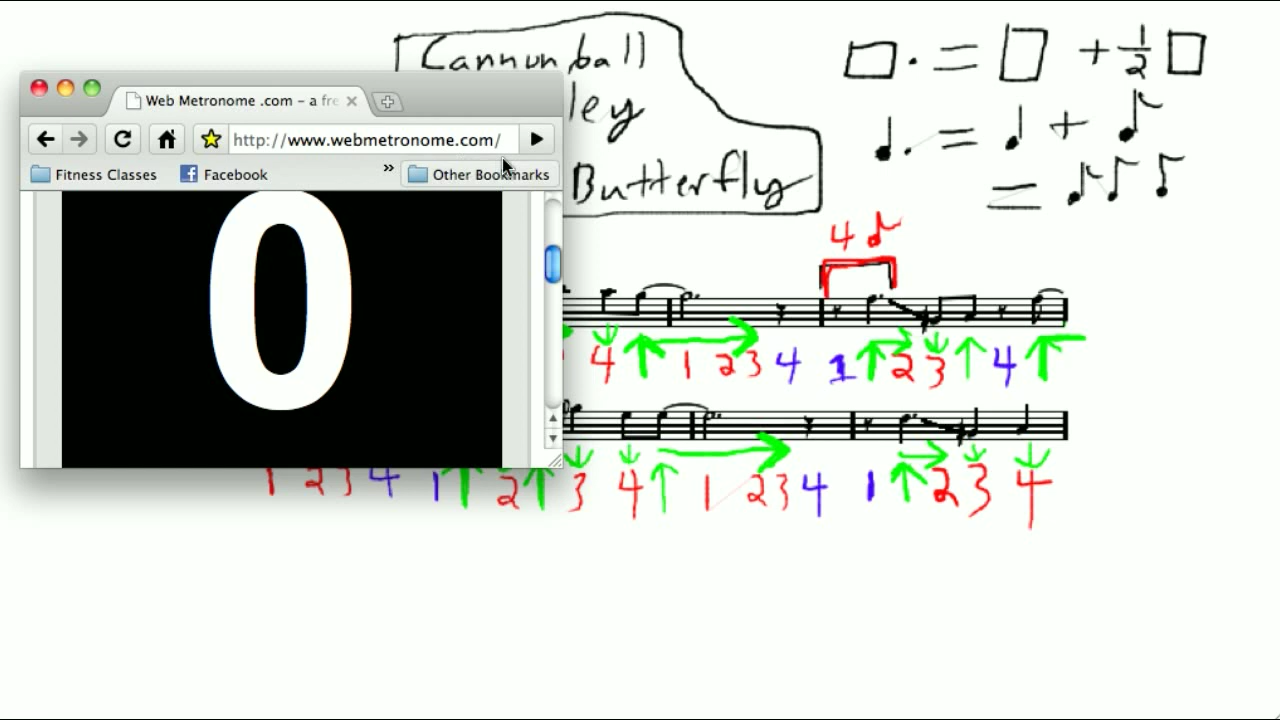 Cannonball
ley
Butterfly
Web Metronome .com – a fre
http://www.webmetronome.com/
Fitness Classes
Facebook
»
Other Bookmarks
0
. = + 1/2
. = +
=
4
4 1 2 3 4 1 2 3 4
1 2 3 4 1 2 3 4 1 2 3 4 1 2 3 4